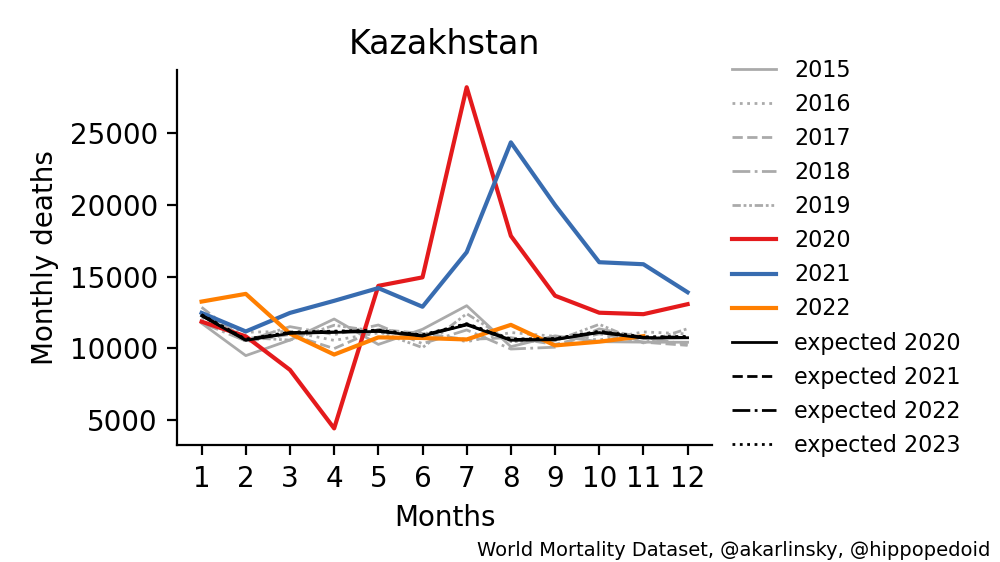 Kazakhstan
Monthly deaths
25000
20000
15000
10000
5000
1 2 3 4 5 6 7 8 9 10 11 12
Months
2015
2016
2017
2018
2019
2020
2021
2022
expected 2020
expected 2021
expected 2022
expected 2023
World Mortality Dataset, @akarlinsky, @hippopedoid